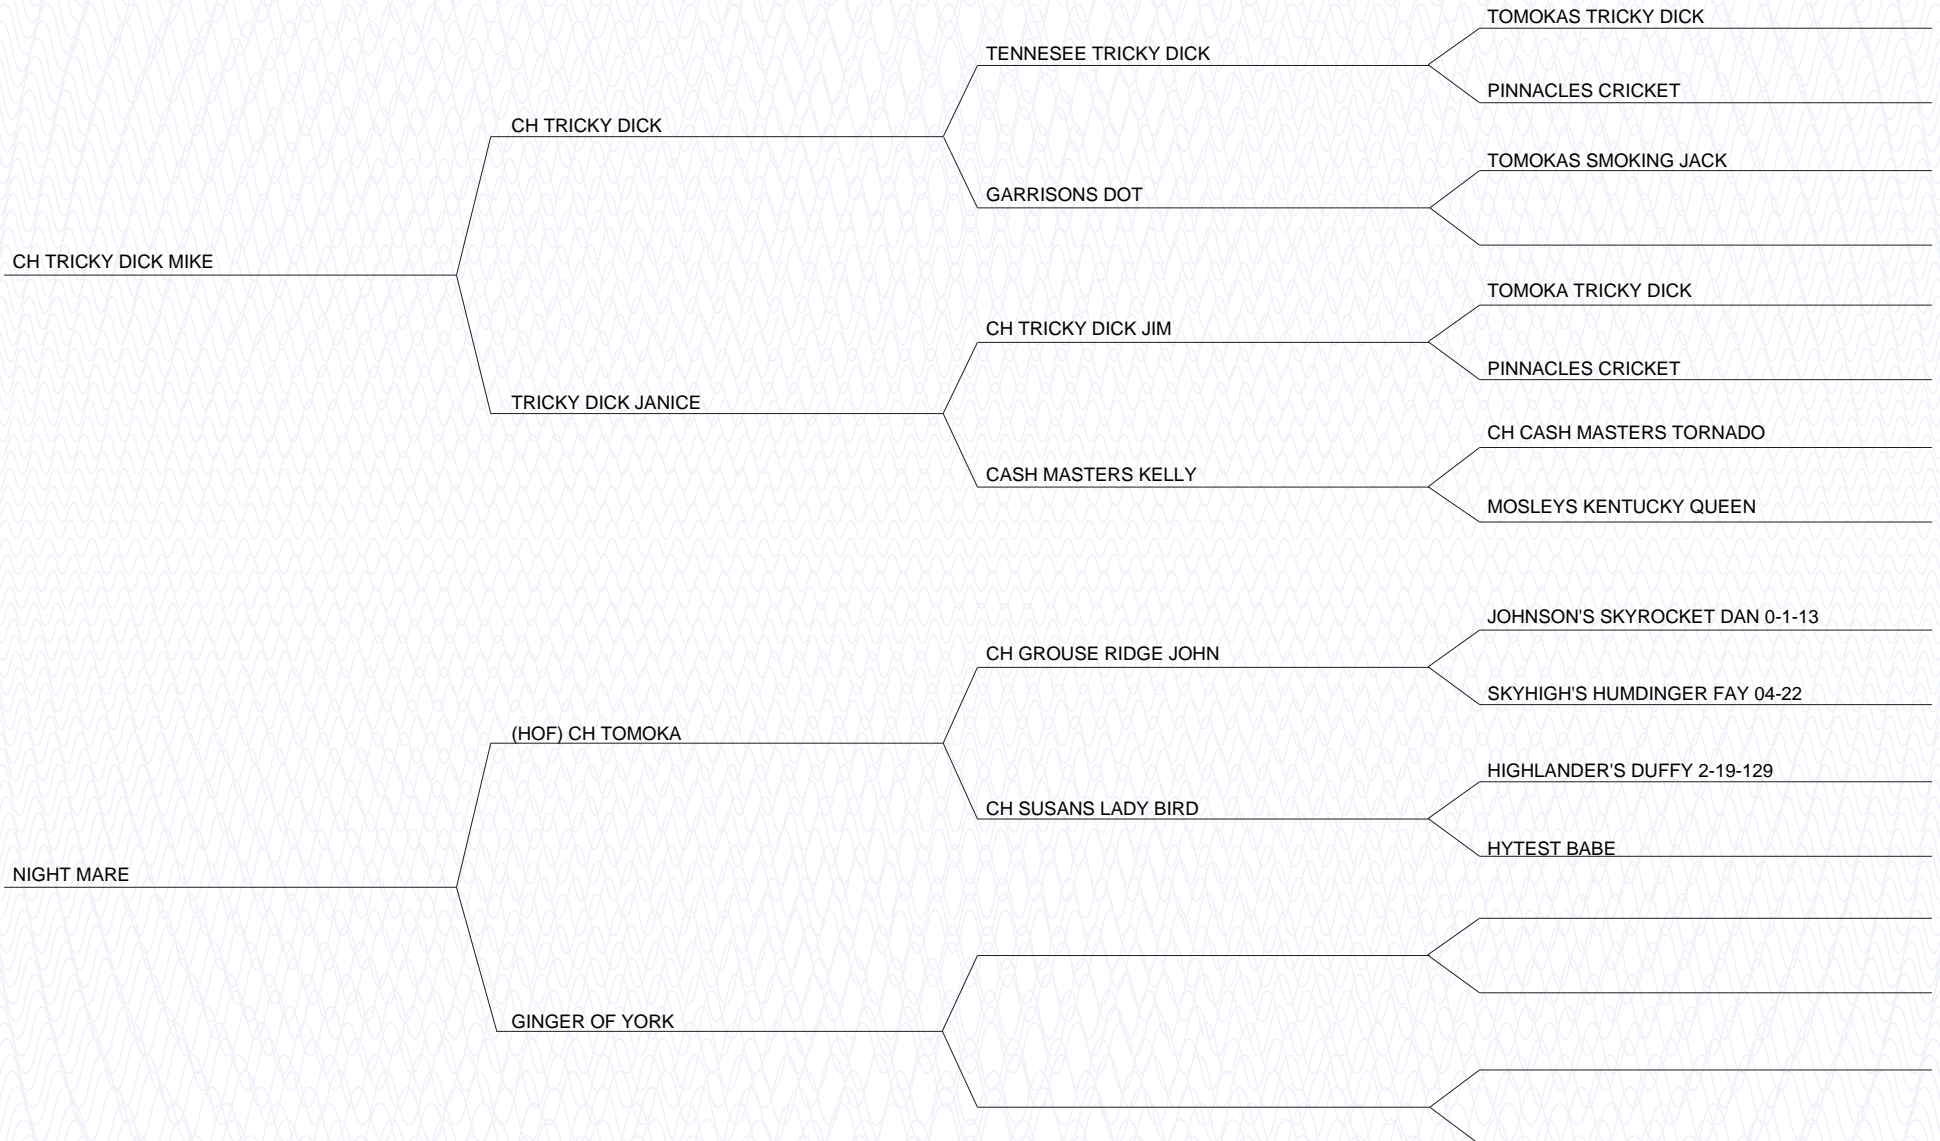 TOMOKAS TRICKY DICK
TENNESEE TRICKY DICK
PINNACLES CRICKET
CH TRICKY DICK
TOMOKAS SMOKING JACK
GARRISONS DOT
CH TRICKY DICK MIKE
TOMOKA TRICKY DICK
CH TRICKY DICK JIM
PINNACLES CRICKET
TRICKY DICK JANICE
CH CASH MASTERS TORNADO
CASH MASTERS KELLY
MOSLEYS KENTUCKY QUEEN
JOHNSON'S SKYROCKET DAN 0-1-13
CH GROUSE RIDGE JOHN
SKYHIGH'S HUMDINGER FAY 04-22
(HOF) CH TOMOKA
HIGHLANDER'S DUFFY 2-19-129
CH SUSANS LADY BIRD
HYTEST BABE
NIGHT MARE
GINGER OF YORK